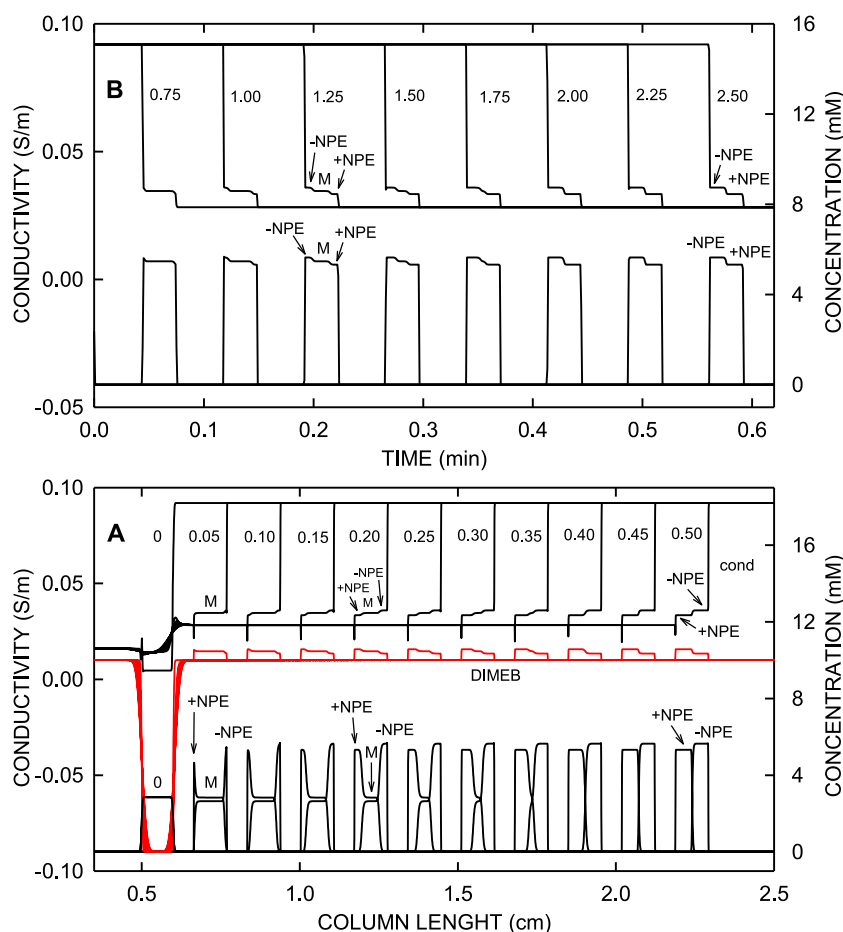 0.10
16
B
0.75 1.00 1.25 1.50 1.75 2.00 2.25 2.50
12
-NPE
+NPE
M
-NPE
+NPE
0.05
8
-NPE
+NPE
M
-NPE
+NPE
0.00
4
0
-0.05
0.0 0.1 0.2 0.3 0.4 0.5 0.6
TIME (min)
CONDUCTIVITY (S/m)
CONCENTRATION (mM)
0.10
18
A
0 0.05 0.10 0.15 0.20 0.25 0.30 0.35 0.40 0.45 0.50
cond
0.05
M
-NPE
+NPE
M
-NPE
+NPE
12
0.00
DIMEB
6
+NPE
-NPE
+NPE
-NPE
M
+NPE
-NPE
-0.05
0
M
0
-0.10
0.5 1.0 1.5 2.0 2.5
COLUMN LENGHT (cm)
CONDUCTIVITY (S/m)
CONCENTRATION (mM)